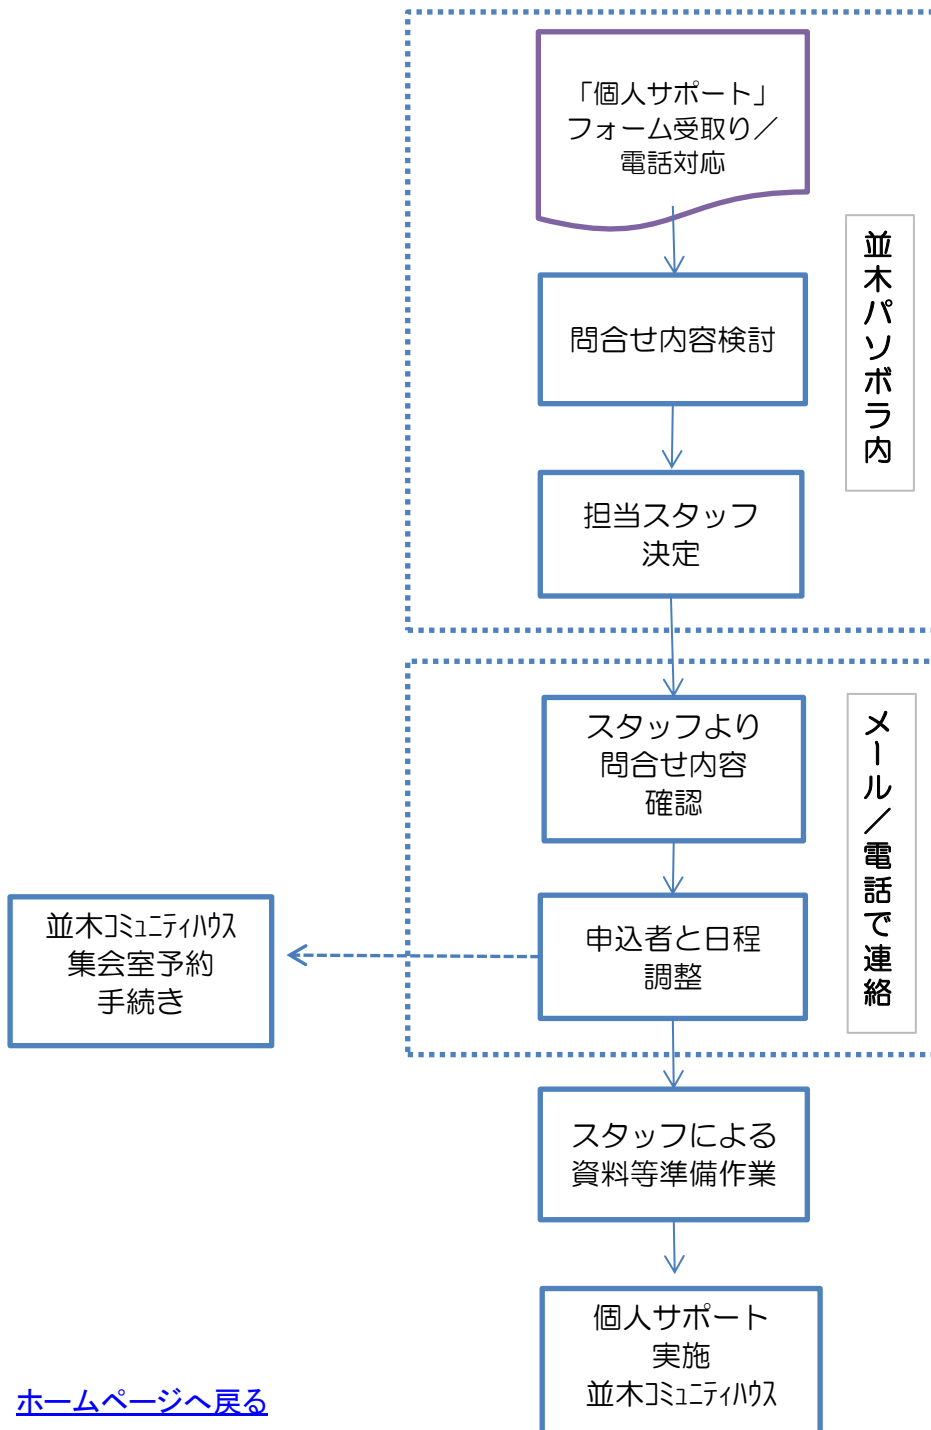 「個人サポート」
フォーム受取り／
電話対応
並木パソボラ内
問合せ内容検討
担当スタッフ
決定
スタッフより
問合せ内容
確認
メール／電話で連絡
申込者と日程
調整
並木ｺﾐｭﾆﾃｨﾊｳｽ
集会室予約
手続き
スタッフによる
資料等準備作業
個人サポート
実施
並木ｺﾐｭﾆﾃｨﾊｳｽ
ホームページへ戻る